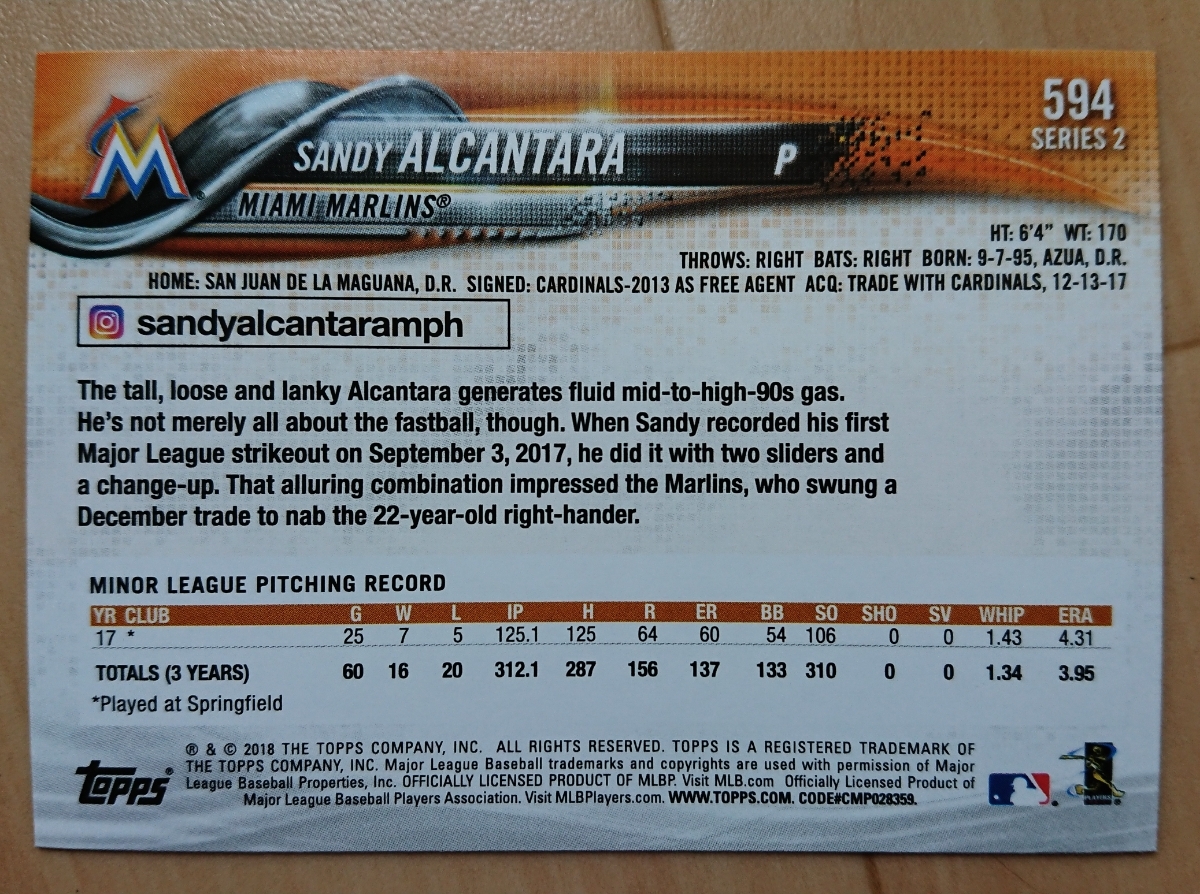 594
SERIES 2
SANDY ALCANTARA P
MIAMI MARLINS®
HT: 6'4" WT: 170
THROWS: RIGHT BATS: RIGHT BORN: 9-7-95, AZUA, D.R.
HOME: SAN JUAN DE LA MAGUANA, D.R. SIGNED: CARDINALS-2013 AS FREE AGENT ACQ: TRADE WITH CARDINALS, 12-13-17
sandyalcantaramph
The tall, loose and lanky Alcantara generates fluid mid-to-high-90s gas.
He's not merely all about the fastball, though. When Sandy recorded his first
Major League strikeout on September 3, 2017, he did it with two sliders and
a change-up. That alluring combination impressed the Marlins, who swung a
December trade to nab the 22-year-old right-hander.
MINOR LEAGUE PITCHING RECORD
YR CLUB G W L IP H R ER BB SO SHO SV WHIP ERA
17 * 25 7 5 125.1 125 64 60 54 106 0 0 1.43 4.31
TOTALS (3 YEARS) 60 16 20 312.1 287 156 137 133 310 0 0 1.34 3.95
*Played at Springfield
® & © 2018 THE TOPPS COMPANY, INC. ALL RIGHTS RESERVED. TOPPS IS A REGISTERED TRADEMARK OF
THE TOPPS COMPANY, INC. Major League Baseball trademarks and copyrights are used with permission of Major
League Baseball Properties, Inc. OFFICIALLY LICENSED PRODUCT OF MLBP. Visit MLB.com Officially Licensed Product of
Major League Baseball Players Association. Visit MLBPlayers.com. WWW.TOPPS.COM. CODE#CMP028359.
Topps®